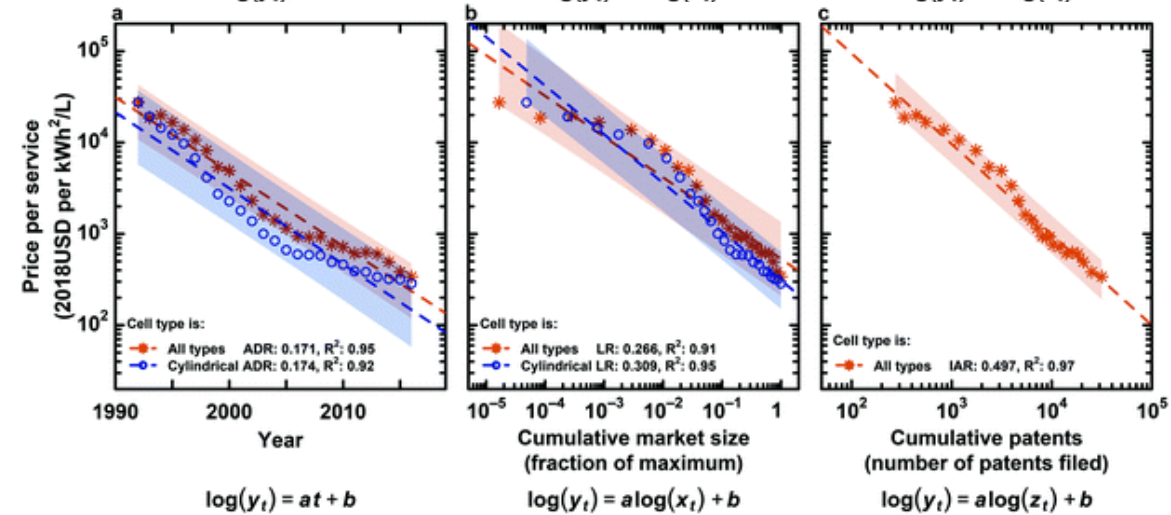 a
b
c
Price per service
(2018USD per kWh²/L)
10⁵
10⁴
10³
10²
Cell type is:
All types ADR: 0.171, R²: 0.95
Cylindrical ADR: 0.174, R²: 0.92
Cell type is:
All types LR: 0.266, R²: 0.91
Cylindrical LR: 0.309, R²: 0.95
Cell type is:
All types IAR: 0.497, R²: 0.97
1990 2000 2010
10⁻⁵ 10⁻⁴ 10⁻³ 10⁻² 10⁻¹ 1
10² 10³ 10⁴ 10⁵
Year
Cumulative market size
(fraction of maximum)
Cumulative patents
(number of patents filed)
log(yₜ) = at + b
log(yₜ) = alog(xₜ) + b
log(yₜ) = alog(zₜ) + b